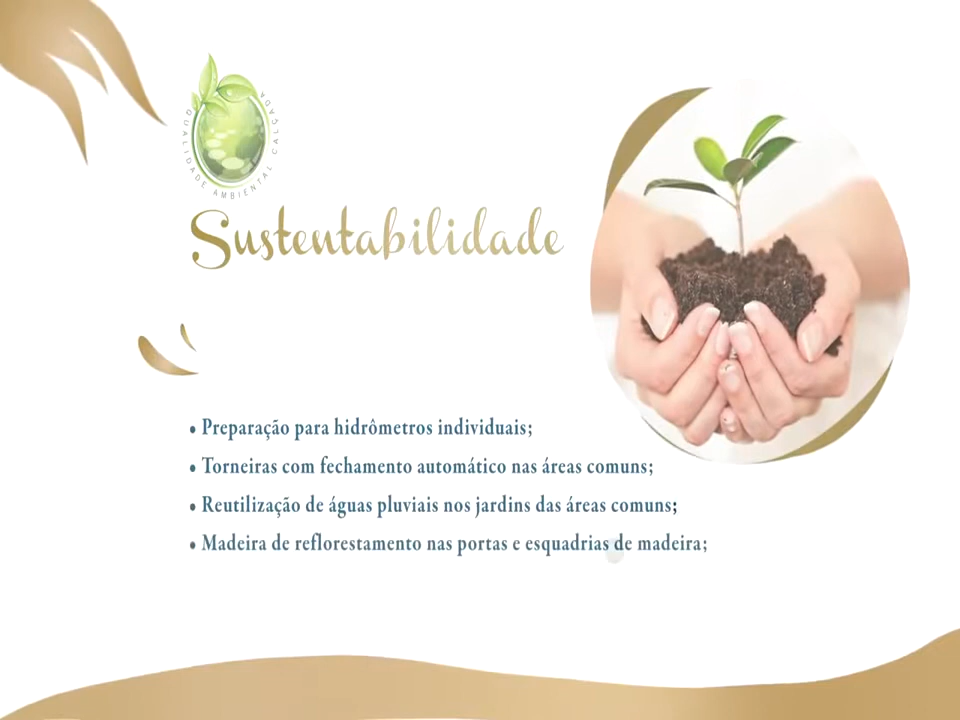 QUALIDADE AMBIENTAL CALÇADA
Sustentabilidade
• Preparação para hidrômetros individuais;
• Torneiras com fechamento automático nas áreas comuns;
• Reutilização de águas pluviais nos jardins das áreas comuns;
• Madeira de reflorestamento nas portas e esquadrias de madeira;